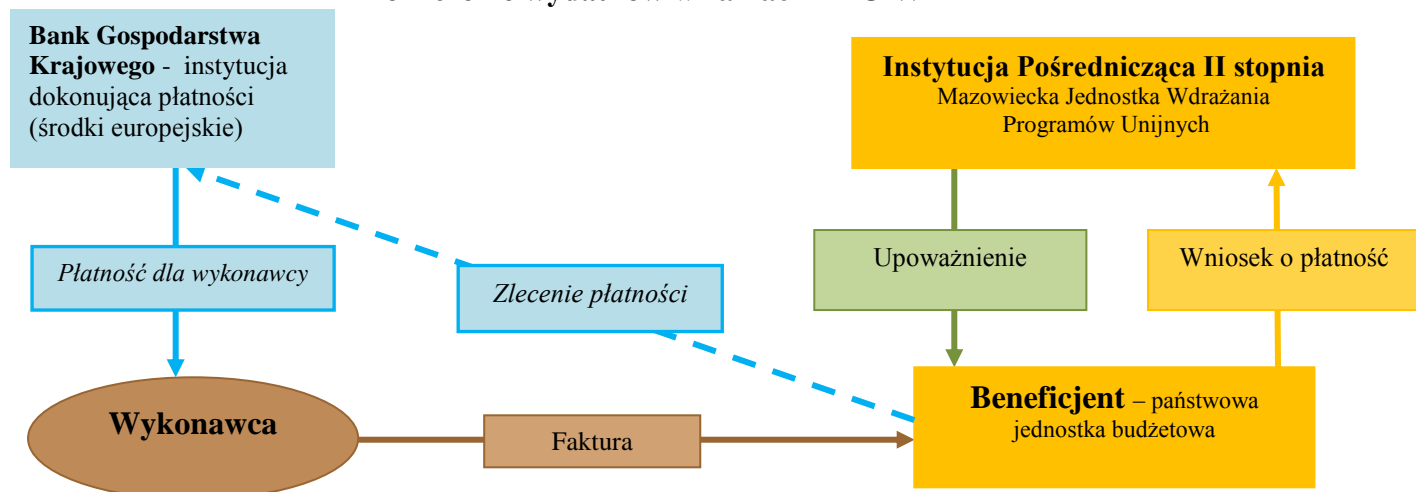 Bank Gospodarstwa
Krajowego - instytucja
dokonująca płatności
(środki europejskie)
Instytucja Pośrednicząca II stopnia
Mazowiecka Jednostka Wdrażania
Programów Unijnych
Płatność dla wykonawcy
Zlecenie płatności
Upoważnienie
Wniosek o płatność
Wykonawca
Faktura
Beneficjent – państwowa
jednostka budżetowa